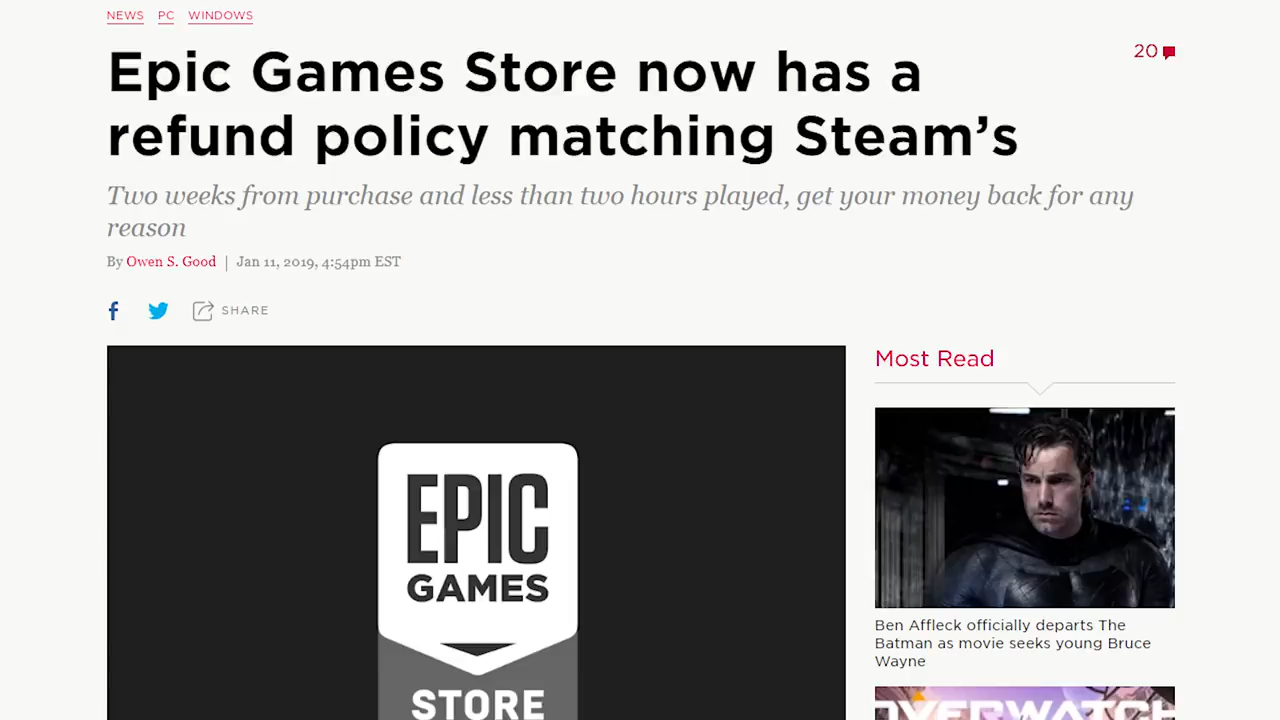 NEWS PC WINDOWS
Epic Games Store now has a
refund policy matching Steam's
20
Two weeks from purchase and less than two hours played, get your money back for any
reason
By Owen S. Good | Jan 11, 2019, 4:54pm EST
SHARE
EPIC
GAMES
STORE
Most Read
Ben Affleck officially departs The
Batman as movie seeks young Bruce
Wayne
OVERWATCH